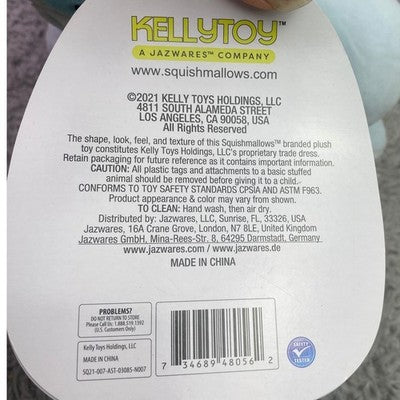 KELLYTOY™
A JAZWARES™ COMPANY
www.squishmallows.com
©2021 KELLY TOYS HOLDINGS, LLC
4811 SOUTH ALAMEDA STREET
LOS ANGELES, CA 90058, USA
All Rights Reserved
The shape, look, feel, and texture of this Squishmallows™ branded plush
toy constitutes Kelly Toys Holdings, LLC's proprietary trade dress.
Retain packaging for future reference as it contains important information.
CAUTION: All plastic tags and attachments to a basic stuffed
animal should be removed before giving it to a child.
CONFORMS TO TOY SAFETY STANDARDS CPSIA AND ASTM F963.
Product appearance & color may vary from shown.
TO CLEAN: Hand wash, then air dry.
Distributed by: Jazwares, LLC, Sunrise, FL, 33326, USA
Jazwares, 16A Crane Grove, London, N7 8LE, United Kingdom
Jazwares GmbH, Mina-Rees-Str. 8, 64295 Darmstadt, Germany
www.jazwares.com / www.jazwares.de
MADE IN CHINA
PROBLEMS?
DO NOT RETURN TO STORE
Please Call Us: 1.888.519.1392
(U.S. Customers Only)
Kelly Toys Holdings, LLC
MADE IN CHINA
SQ21-007-AST-03085-N007
7 34689 48056 2
SAFETY
TESTED